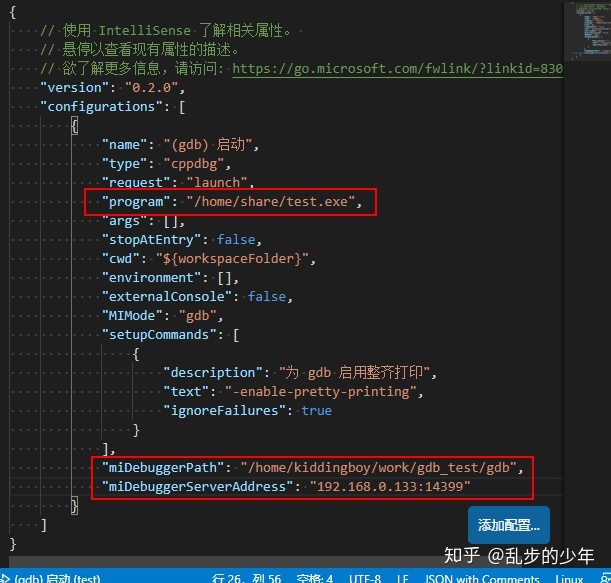 {
// 使用 IntelliSense 了解相关属性。
// 悬停以查看现有属性的描述。
// 欲了解更多信息，请访问: https://go.microsoft.com/fwlink/?linkid=830
"version": "0.2.0",
"configurations": [
{
"name": "(gdb) 启动",
"type": "cppdbg",
"request": "launch",
"program": "/home/share/test.exe",
"args": [],
"stopAtEntry": false,
"cwd": "${workspaceFolder}",
"environment": [],
"externalConsole": false,
"MIMode": "gdb",
"setupCommands": [
{
"description": "为 gdb 启用整齐打印",
"text": "-enable-pretty-printing",
"ignoreFailures": true
}
],
"miDebuggerPath": "/home/kiddingboy/work/gdb_test/gdb",
"miDebuggerServerAddress": "192.168.0.133:14399"
}
]
}
添加配置...
知乎 @乱步的少年
(gdb) 启动 (test) 行 26，列 56 空格: 4 UTF-8 LF JSON with Comments Linux